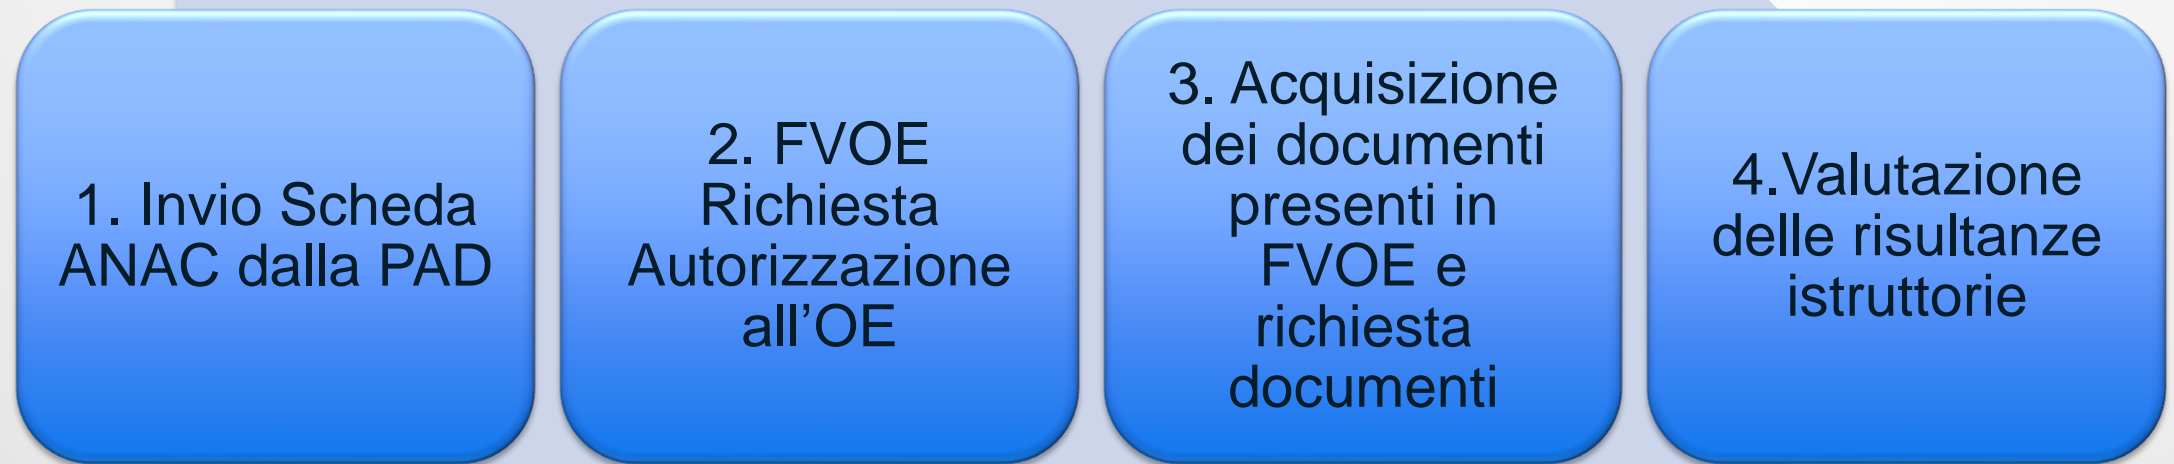 1. Invio Scheda
ANAC dalla PAD
2. FVOE
Richiesta
Autorizzazione
all’OE
3. Acquisizione
dei documenti
presenti in
FVOE e
richiesta
documenti
4.Valutazione
delle risultanze
istruttorie